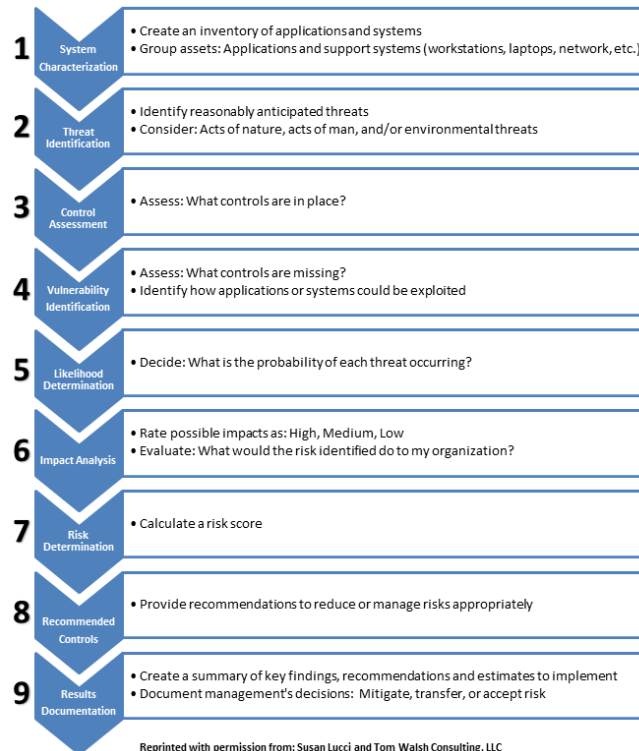 1
System
Characterization
• Create an inventory of applications and systems
• Group assets: Applications and support systems (workstations, laptops, network, etc.)
2
Threat
Identification
• Identify reasonably anticipated threats
• Consider: Acts of nature, acts of man, and/or environmental threats
3
Control
Assessment
• Assess: What controls are in place?
4
Vulnerability
Identification
• Assess: What controls are missing?
• Identify how applications or systems could be exploited
5
Likelihood
Determination
• Decide: What is the probability of each threat occurring?
6
Impact Analysis
• Rate possible impacts as: High, Medium, Low
• Evaluate: What would the risk identified do to my organization?
7
Risk
Determination
• Calculate a risk score
8
Recommended
Controls
• Provide recommendations to reduce or manage risks appropriately
9
Results
Documentation
• Create a summary of key findings, recommendations and estimates to implement
• Document management's decisions: Mitigate, transfer, or accept risk
Reprinted with permission from: Susan Lucci and Tom Walsh Consulting, LLC